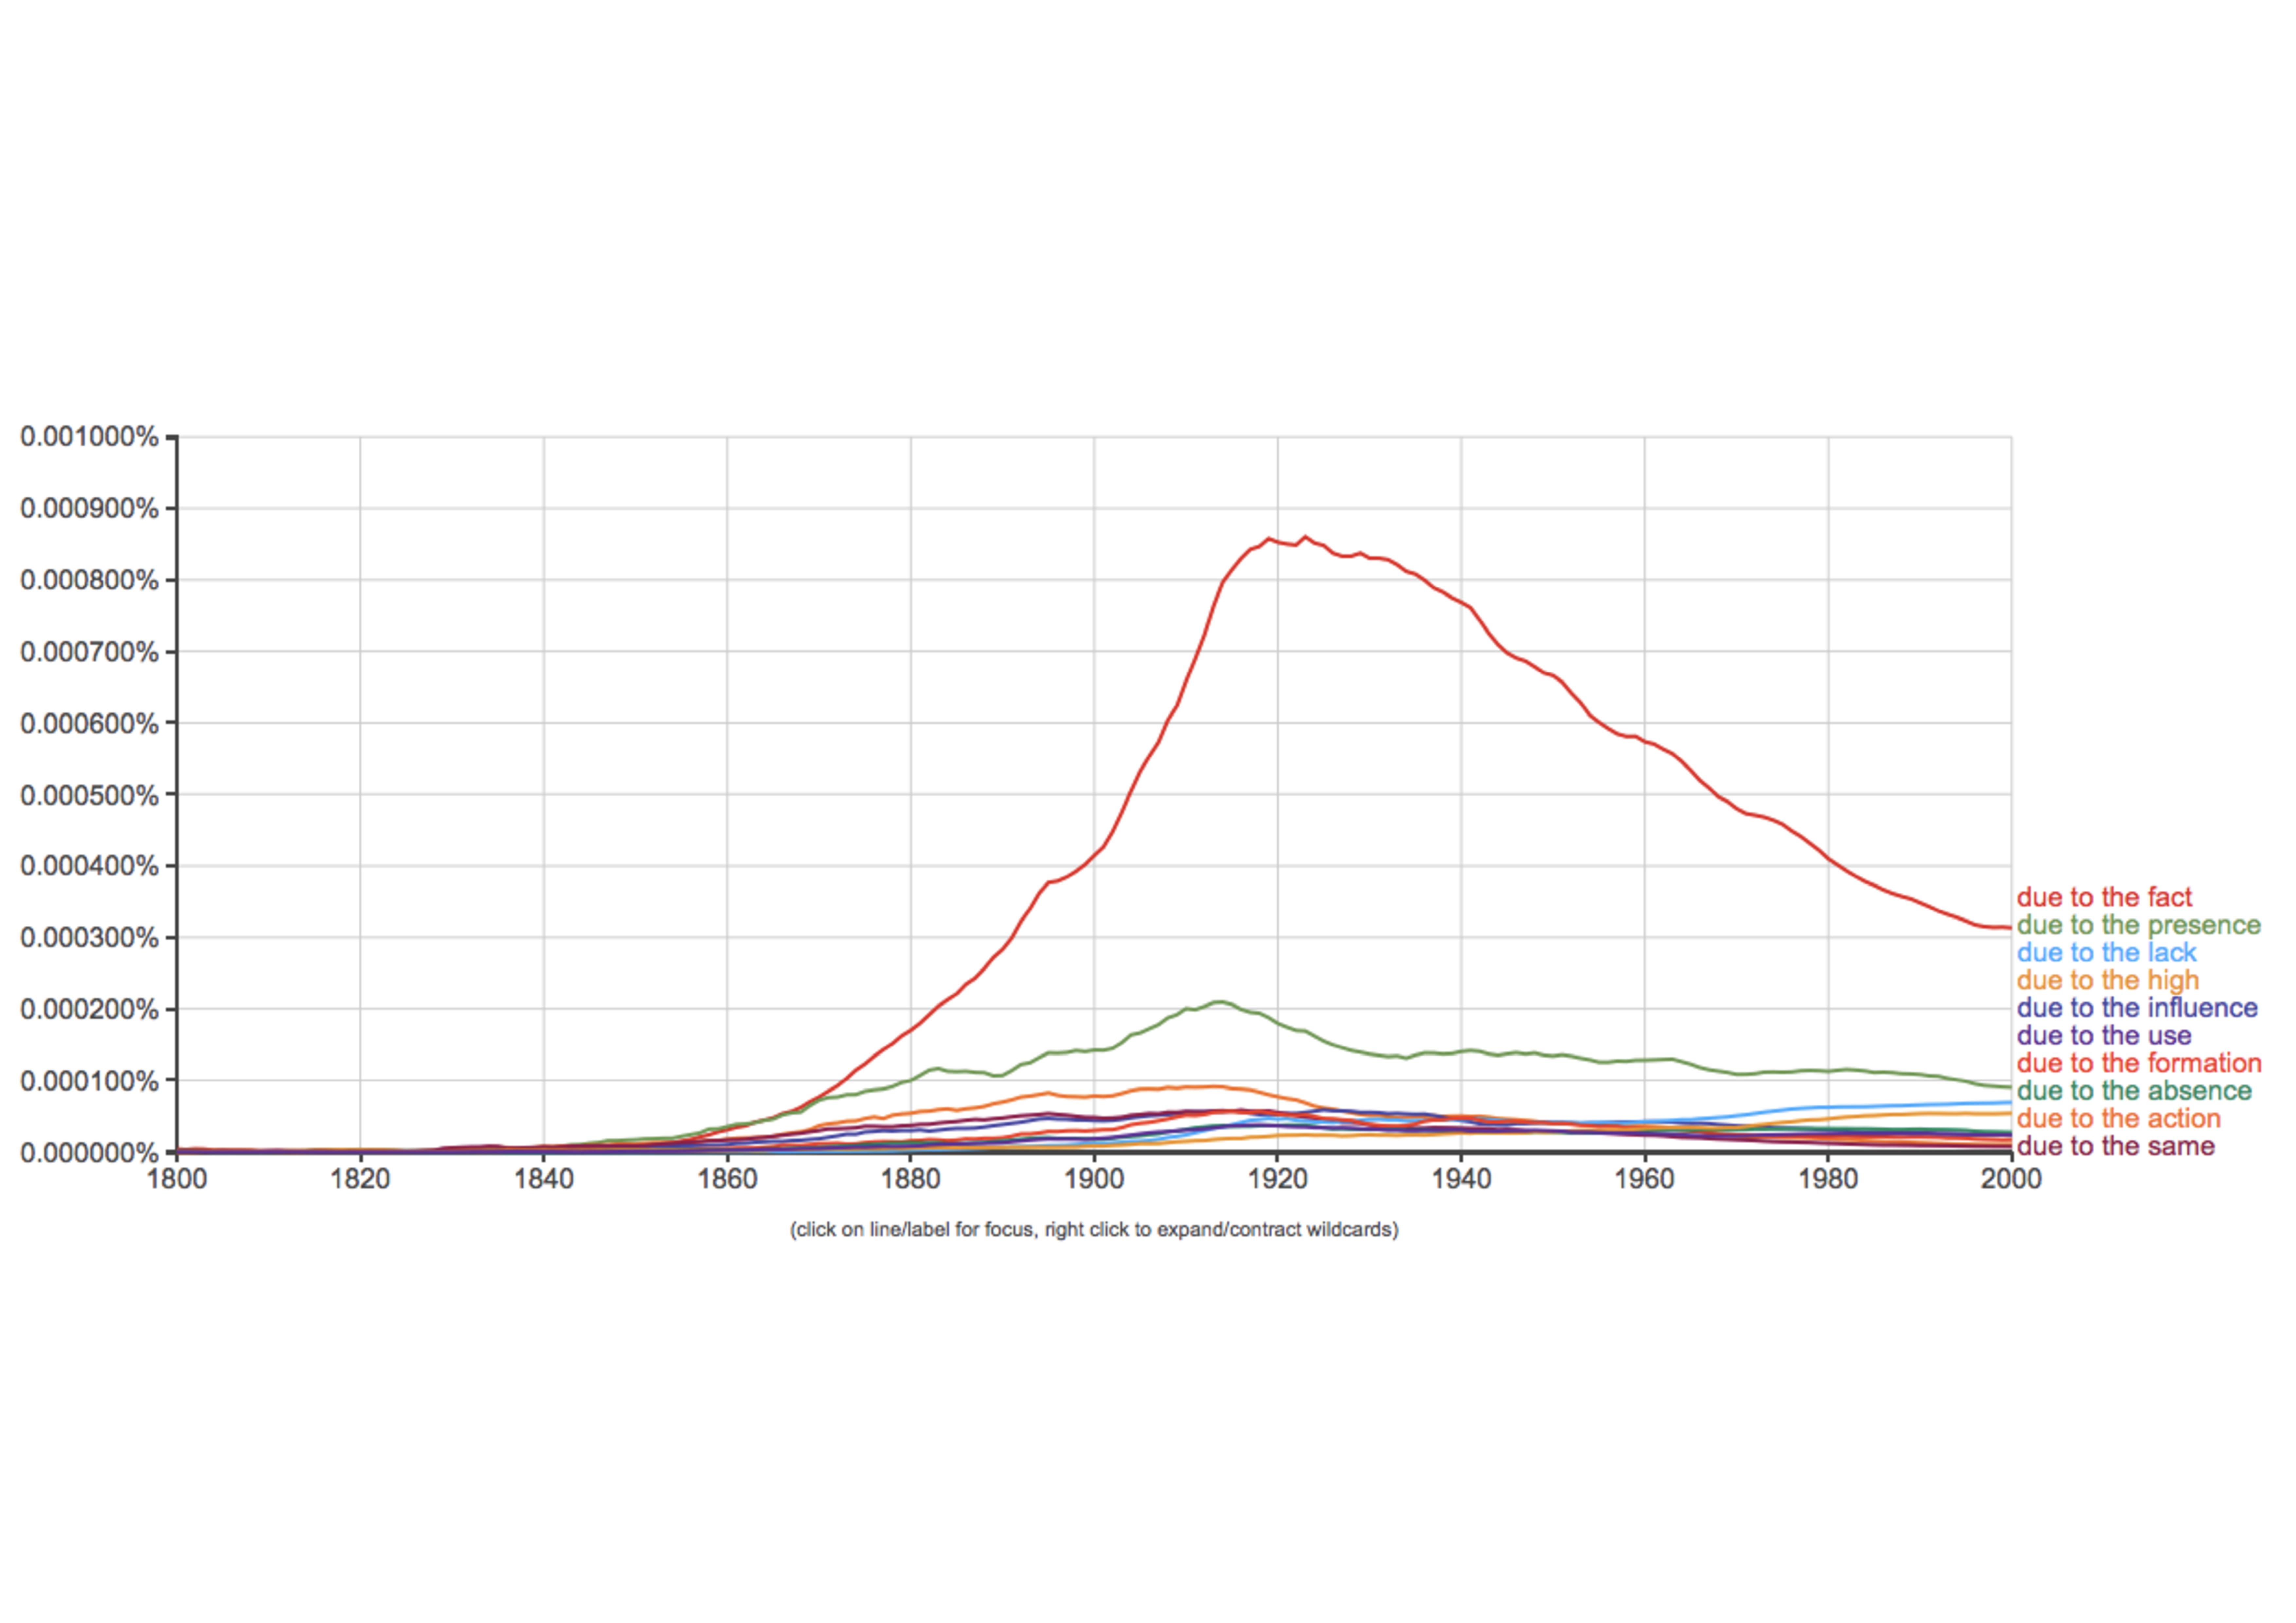 0.001000%
0.000900%
0.000800%
0.000700%
0.000600%
0.000500%
0.000400%
0.000300%
0.000200%
0.000100%
0.000000%
due to the fact
due to the presence
due to the lack
due to the high
due to the influence
due to the use
due to the formation
due to the absence
due to the action
due to the same
1800 1820 1840 1860 1880 1900 1920 1940 1960 1980 2000
(click on line/label for focus, right click to expand/contract wildcards)